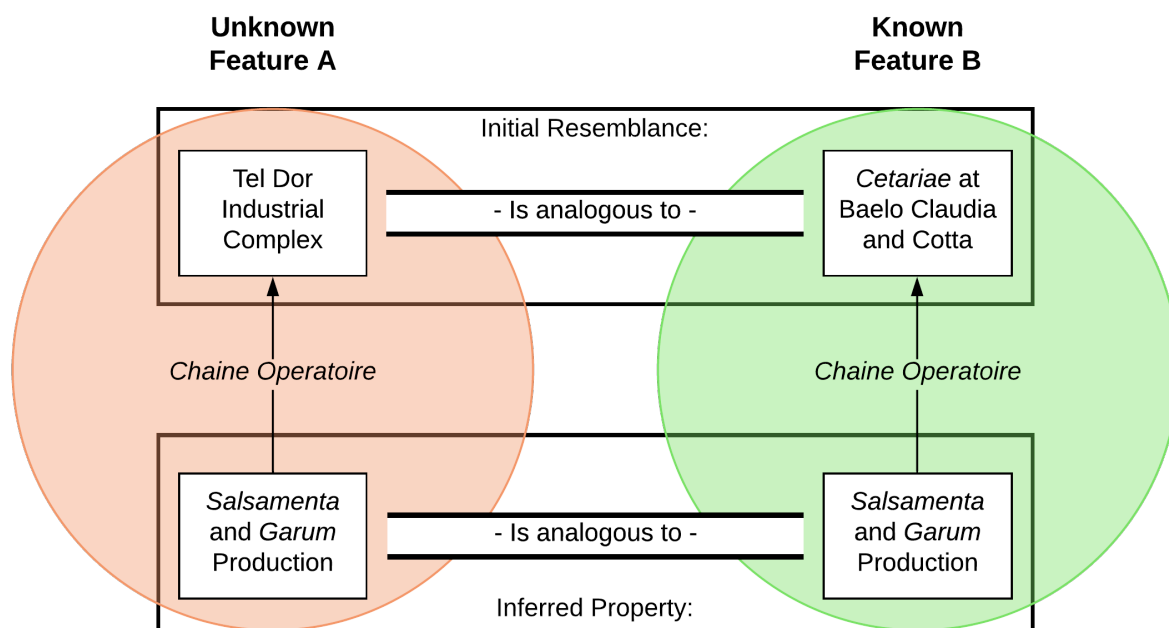 Unknown
Feature A
Known
Feature B
Initial Resemblance:
Tel Dor
Industrial
Complex
- Is analogous to -
Cetariae at
Baelo Claudia
and Cotta
Chaine Operatoire
Chaine Operatoire
Salsamenta
and Garum
Production
- Is analogous to -
Salsamenta
and Garum
Production
Inferred Property: